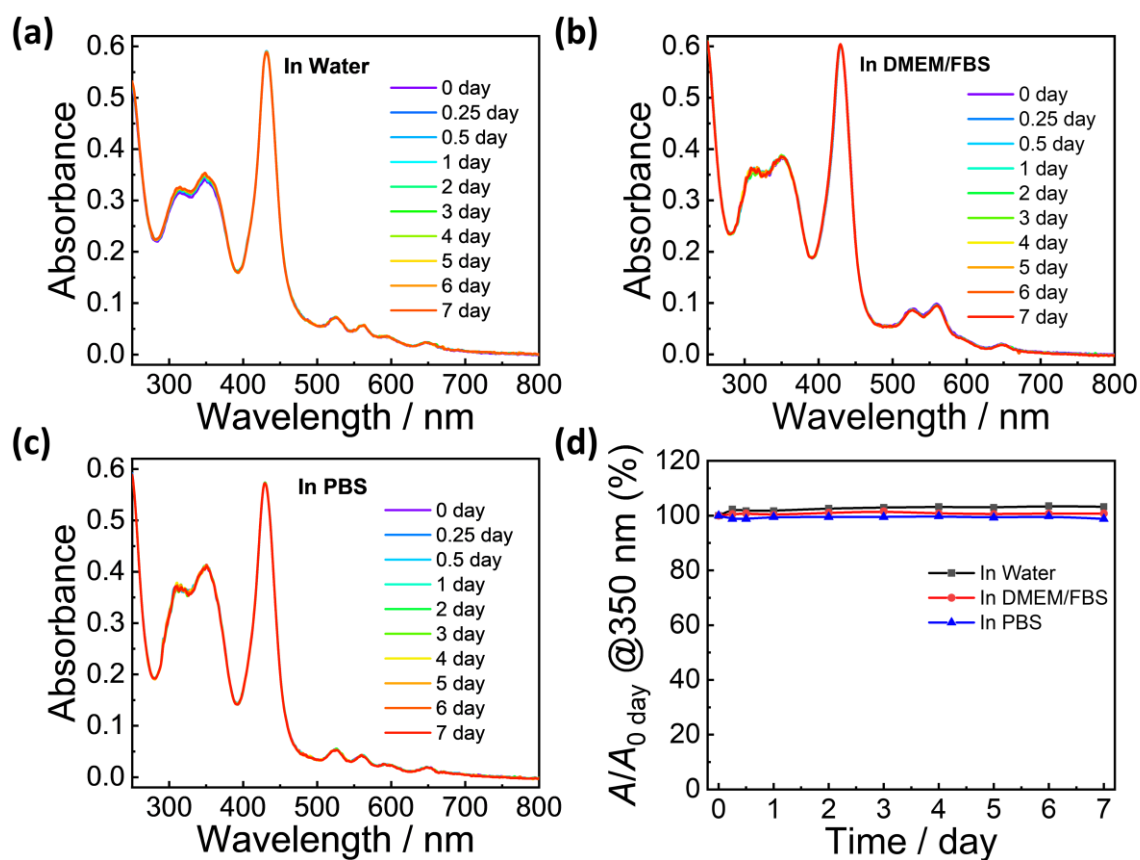 (a)
In Water
0 day
0.25 day
0.5 day
1 day
2 day
3 day
4 day
5 day
6 day
7 day
Absorbance
0.6
0.5
0.4
0.3
0.2
0.1
0.0
300 400 500 600 700 800
Wavelength / nm
(b)
In DMEM/FBS
0 day
0.25 day
0.5 day
1 day
2 day
3 day
4 day
5 day
6 day
7 day
Absorbance
0.6
0.5
0.4
0.3
0.2
0.1
0.0
300 400 500 600 700 800
Wavelength / nm
(c)
In PBS
0 day
0.25 day
0.5 day
1 day
2 day
3 day
4 day
5 day
6 day
7 day
Absorbance
0.6
0.5
0.4
0.3
0.2
0.1
0.0
300 400 500 600 700 800
Wavelength / nm
(d)
A/A0 day @350 nm (%)
120
100
80
60
40
20
0
In Water
In DMEM/FBS
In PBS
0 1 2 3 4 5 6 7
Time / day